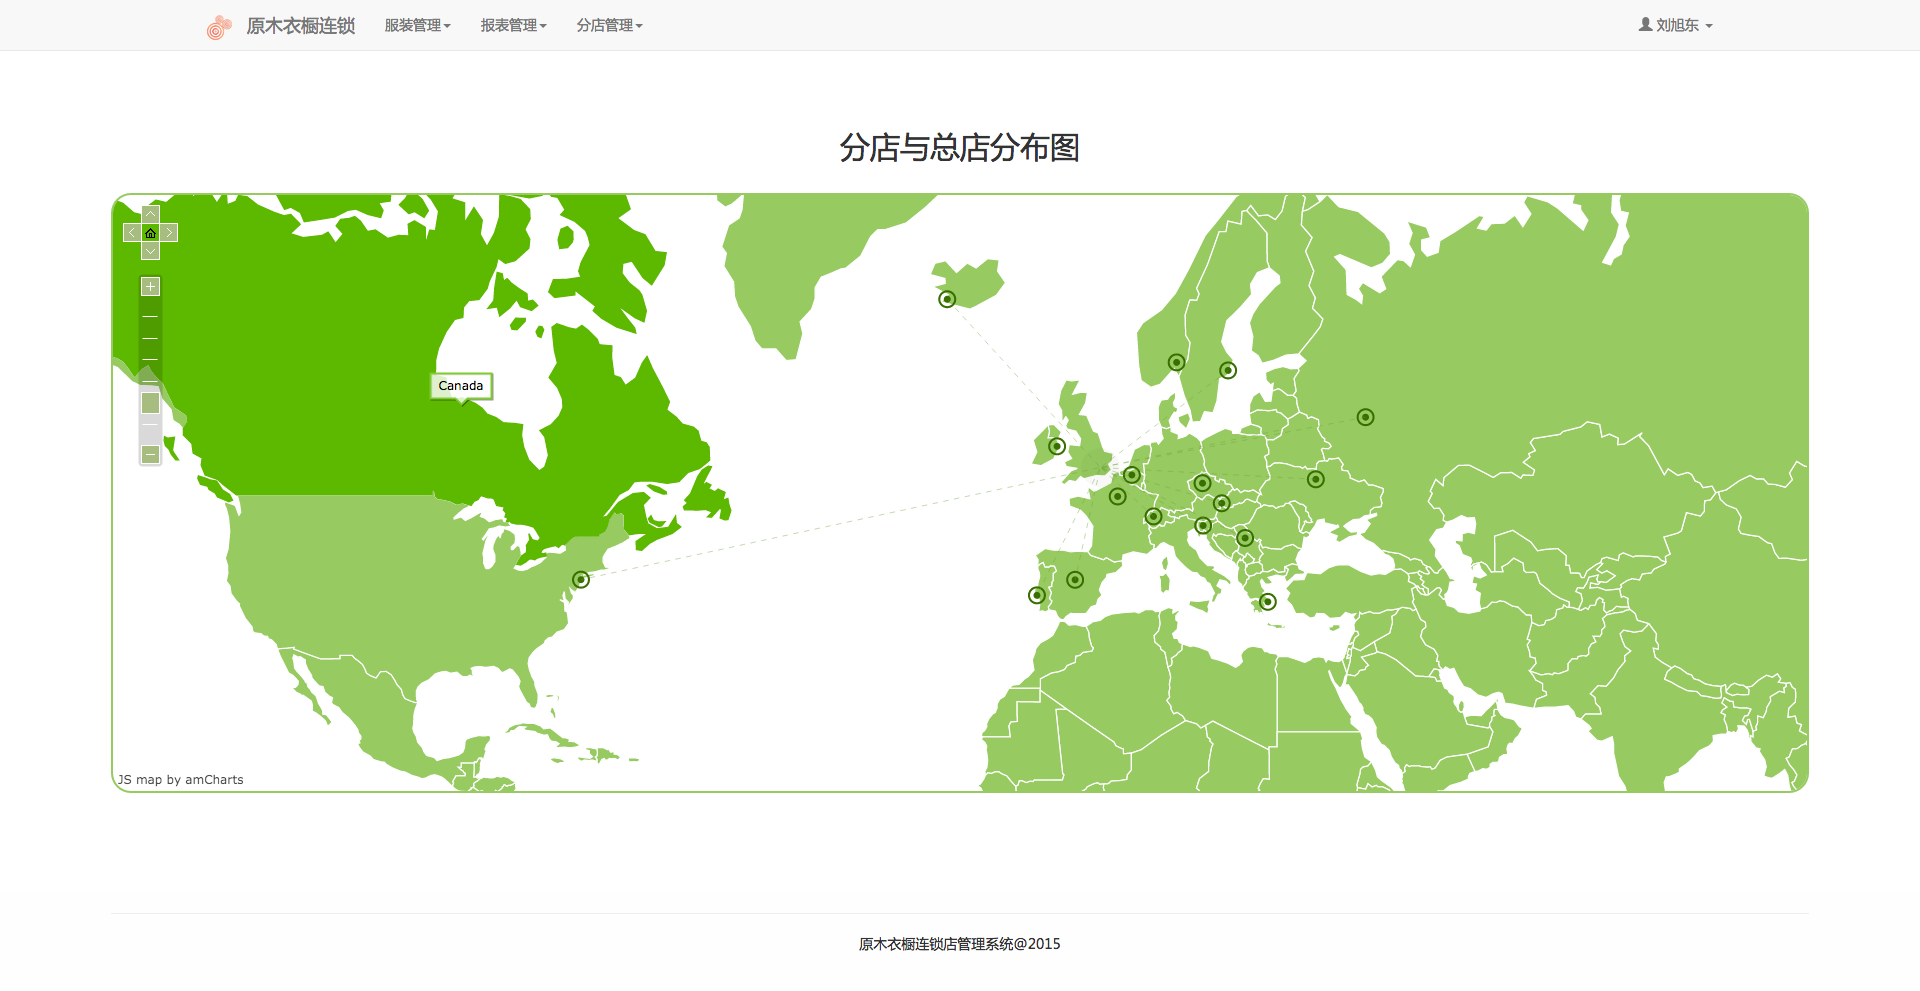 原木衣橱连锁 服装管理 报表管理 分店管理 刘旭东
分店与总店分布图
Canada
JS map by amCharts
原木衣橱连锁店管理系统@2015